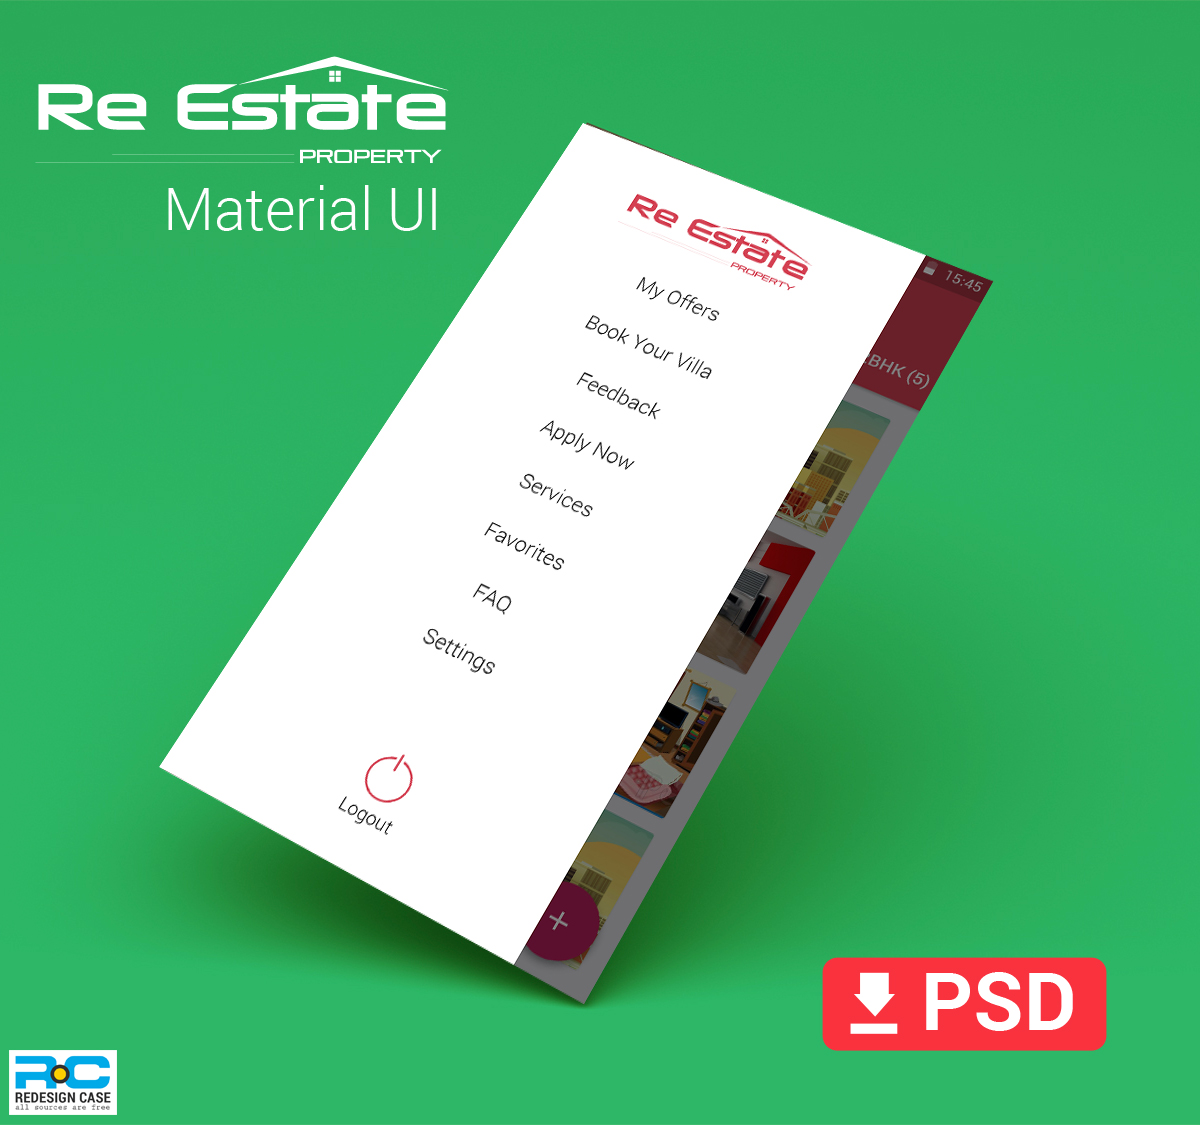 Re Estate
PROPERTY
Material UI
Re Estate
PROPERTY
15:45
BHK (5)
My Offers
Book Your Villa
Feedback
Apply Now
Services
Favorites
FAQ
Settings
Logout
+
PSD
RC
REDESIGN CASE
all sources are free